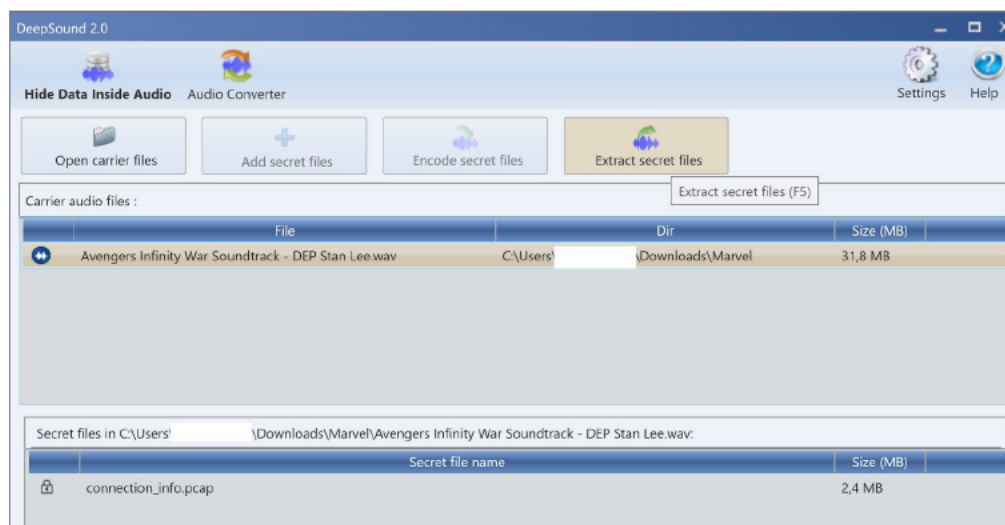 DeepSound 2.0
Hide Data Inside Audio Audio Converter Settings Help
Open carrier files Add secret files Encode secret files Extract secret files
Extract secret files (F5)
Carrier audio files :
File Dir Size (MB)
Avengers Infinity War Soundtrack - DEP Stan Lee.wav C:\Users\ \Downloads\Marvel 31,8 MB
Secret files in C:\Users\ \Downloads\Marvel\Avengers Infinity War Soundtrack - DEP Stan Lee.wav:
Secret file name Size (MB)
connection_info.pcap 2,4 MB